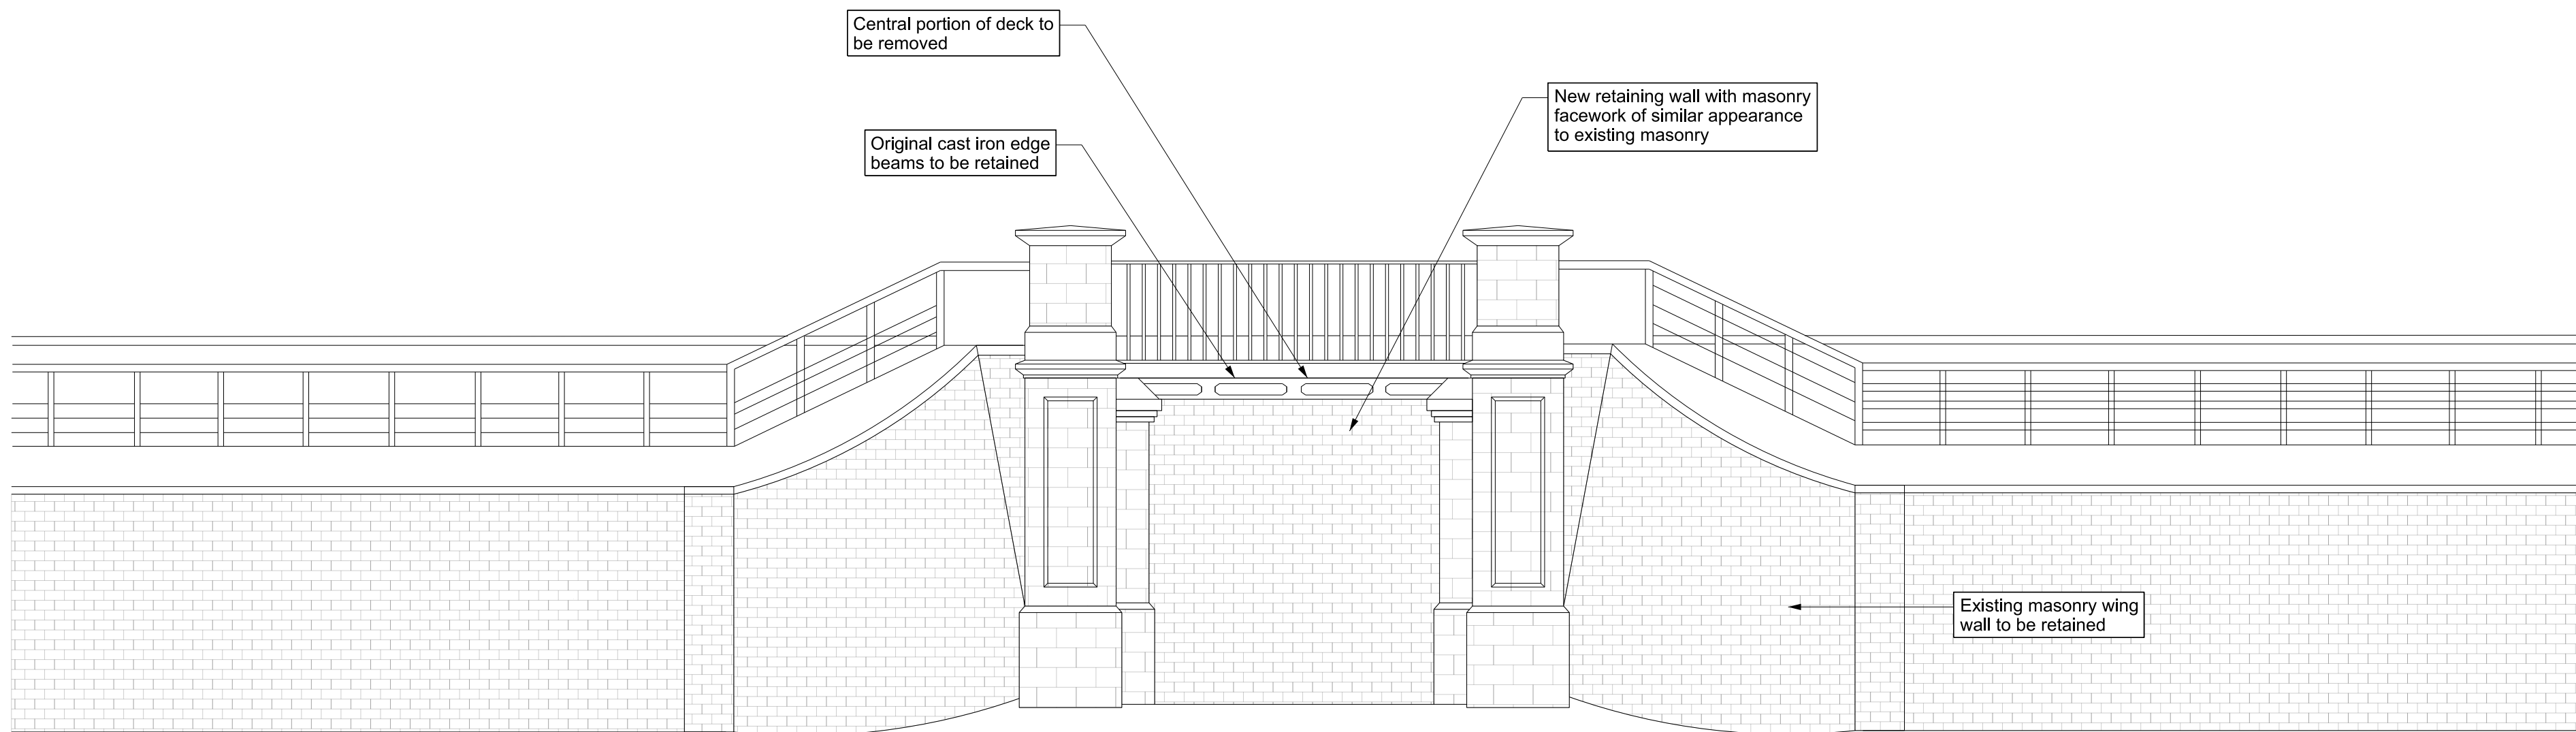 Central portion of deck to
be removed
New retaining wall with masonry
facework of similar appearance
to existing masonry
Original cast iron edge
beams to be retained
Existing masonry wing
wall to be retained